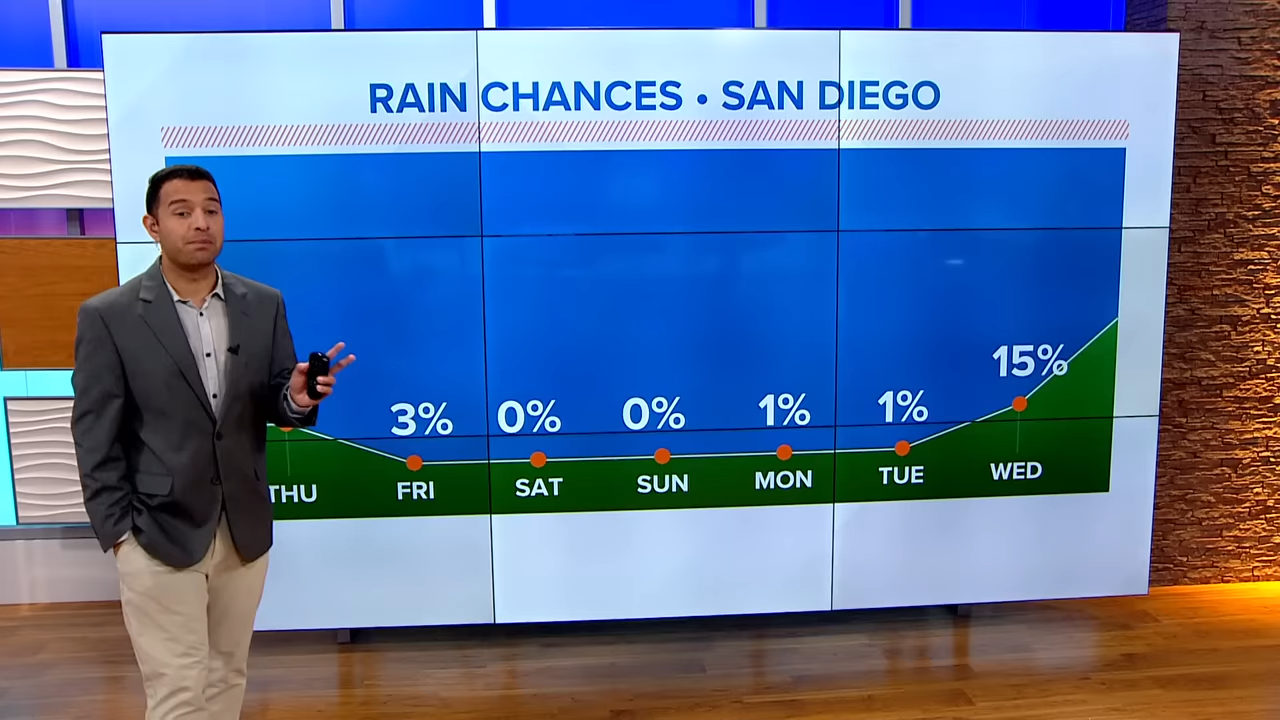 RAIN CHANCES • SAN DIEGO
3% 0% 0% 1% 1% 15%
THU FRI SAT SUN MON TUE WED